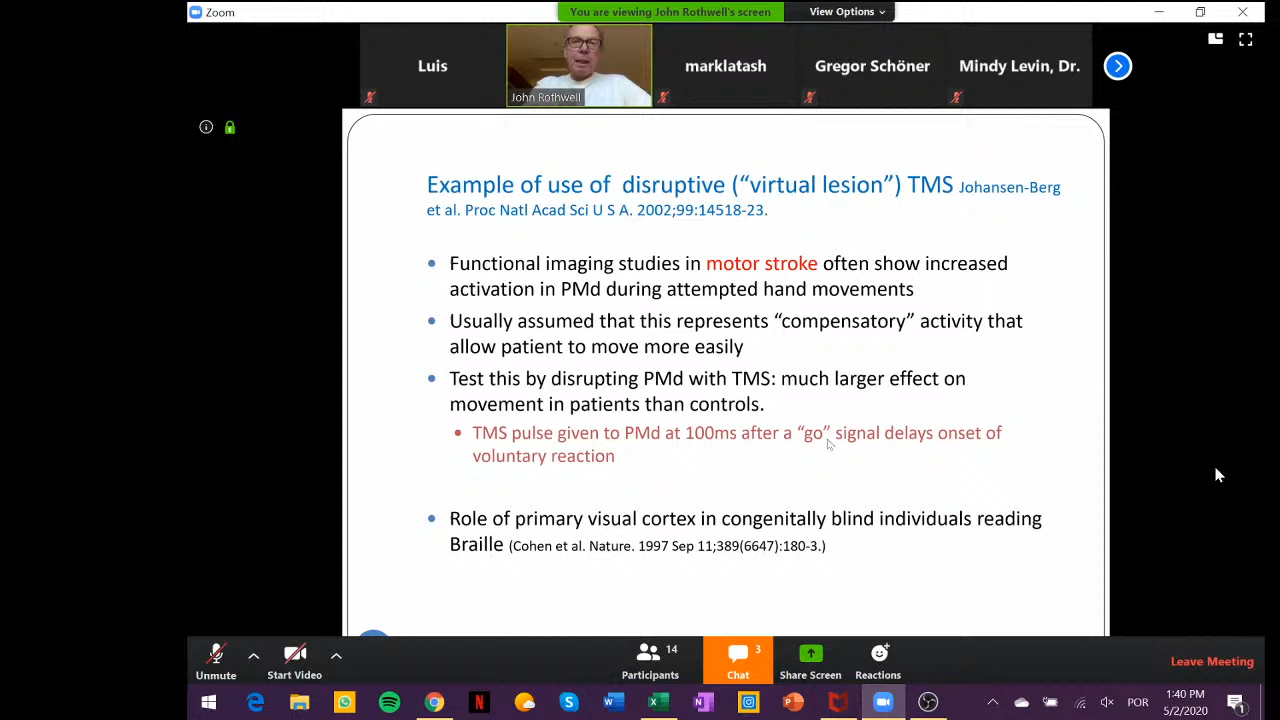 Zoom
You are viewing John Rothwell's screen
View Options
Luis
John Rothwell
marklatash
Gregor Schöner
Mindy Levin, Dr.
Example of use of disruptive (“virtual lesion”) TMS Johansen-Berg
et al. Proc Natl Acad Sci U S A. 2002;99:14518-23.
• Functional imaging studies in motor stroke often show increased
activation in PMd during attempted hand movements
• Usually assumed that this represents “compensatory” activity that
allow patient to move more easily
• Test this by disrupting PMd with TMS: much larger effect on
movement in patients than controls.
• TMS pulse given to PMd at 100ms after a “go” signal delays onset of
voluntary reaction
• Role of primary visual cortex in congenitally blind individuals reading
Braille (Cohen et al. Nature. 1997 Sep 11;389(6647):180-3.)
Unmute
Start Video
14
Participants
3
Chat
Share Screen
Reactions
Leave Meeting
POR
1:40 PM
5/2/2020
1